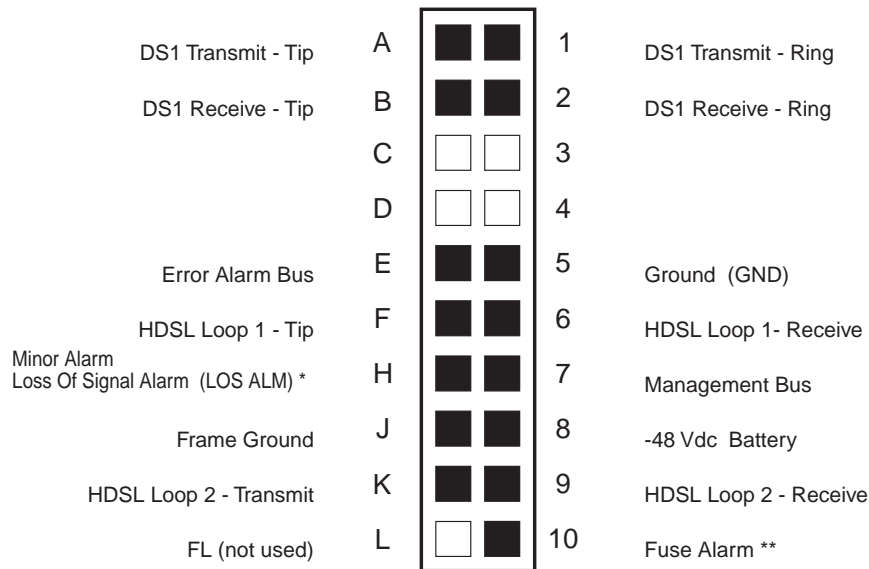 DS1 Transmit - Tip A 1 DS1 Transmit - Ring
DS1 Receive - Tip B 2 DS1 Receive - Ring
C 3
D 4
Error Alarm Bus E 5 Ground (GND)
HDSL Loop 1 - Tip F 6 HDSL Loop 1- Receive
Minor Alarm
Loss Of Signal Alarm (LOS ALM) * H 7 Management Bus
Frame Ground J 8 -48 Vdc Battery
HDSL Loop 2 - Transmit K 9 HDSL Loop 2 - Receive
FL (not used) L 10 Fuse Alarm **